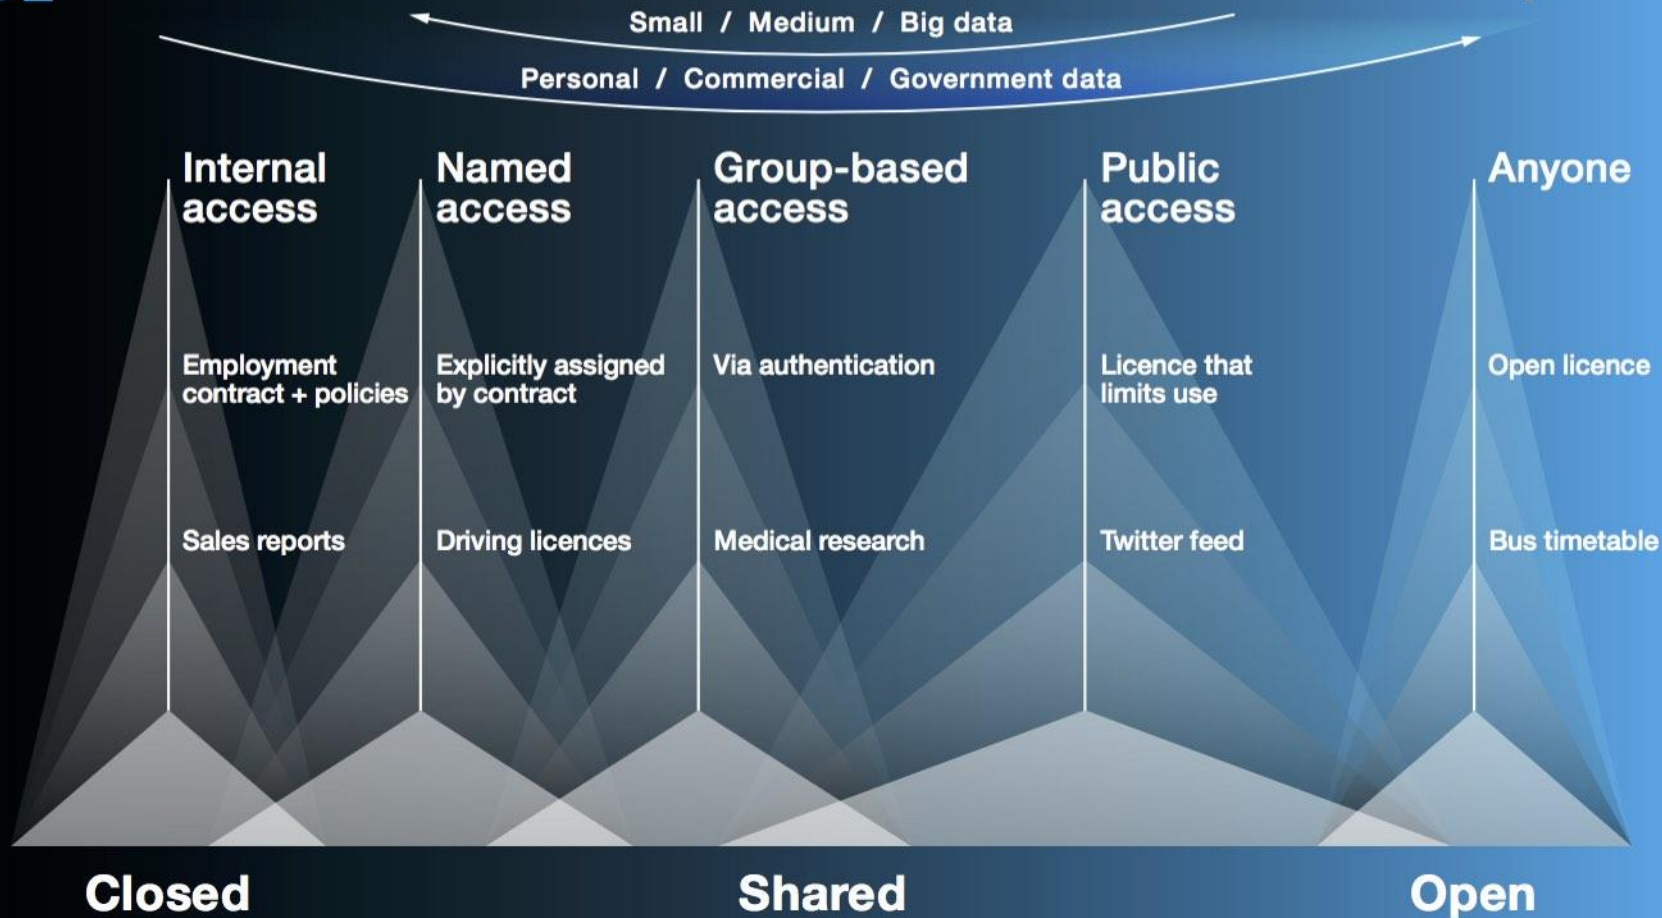 Small / Medium / Big data
Personal / Commercial / Government data
Internal
access
Named
access
Group-based
access
Public
access
Anyone
Employment
contract + policies
Explicitly assigned
by contract
Via authentication
Licence that
limits use
Open licence
Sales reports
Driving licences
Medical research
Twitter feed
Bus timetable
Closed
Shared
Open